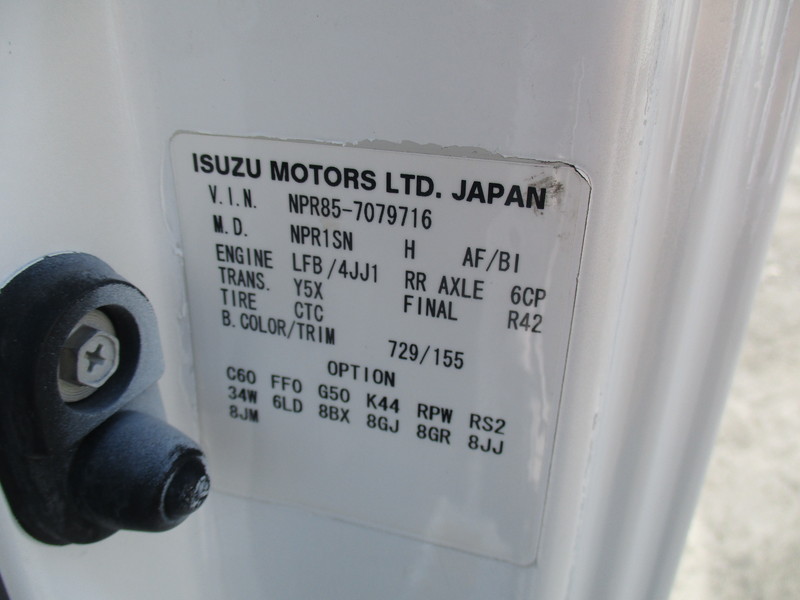 ISUZU MOTORS LTD. JAPAN
V.I.N. NPR85-7079716
M.D. NPR1SN H AF/BI
ENGINE LFB/4JJ1 RR AXLE 6CP
TRANS. Y5X FINAL R42
TIRE CTC
B.COLOR/TRIM 729/155
OPTION
C60 FF0 G50 K44 RPW RS2
34W 6LD 8BX 8GJ 8GR 8JJ
8JM